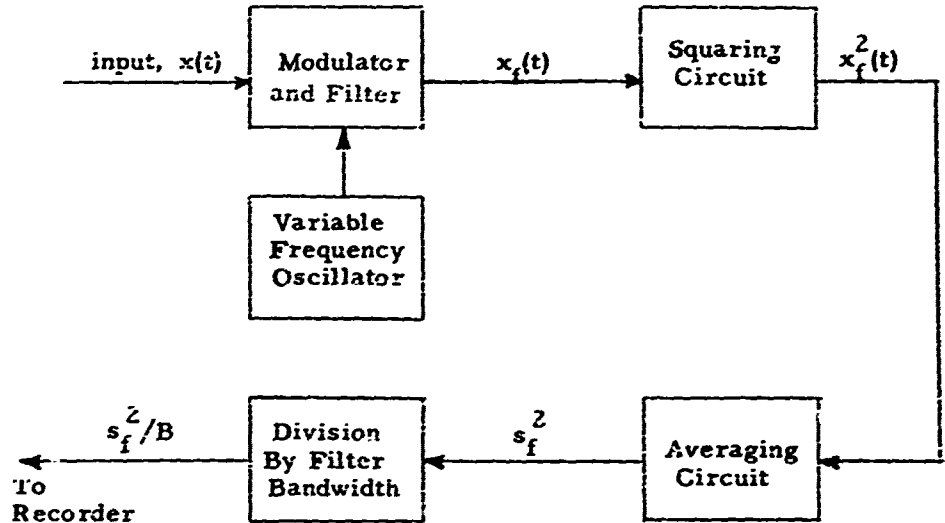 input, x(t)
Modulator
and Filter
x_f(t)
Squaring
Circuit
x_f^2(t)
Variable
Frequency
Oscillator
s_f^2/B
Division
By Filter
Bandwidth
s_f^2
Averaging
Circuit
To
Recorder